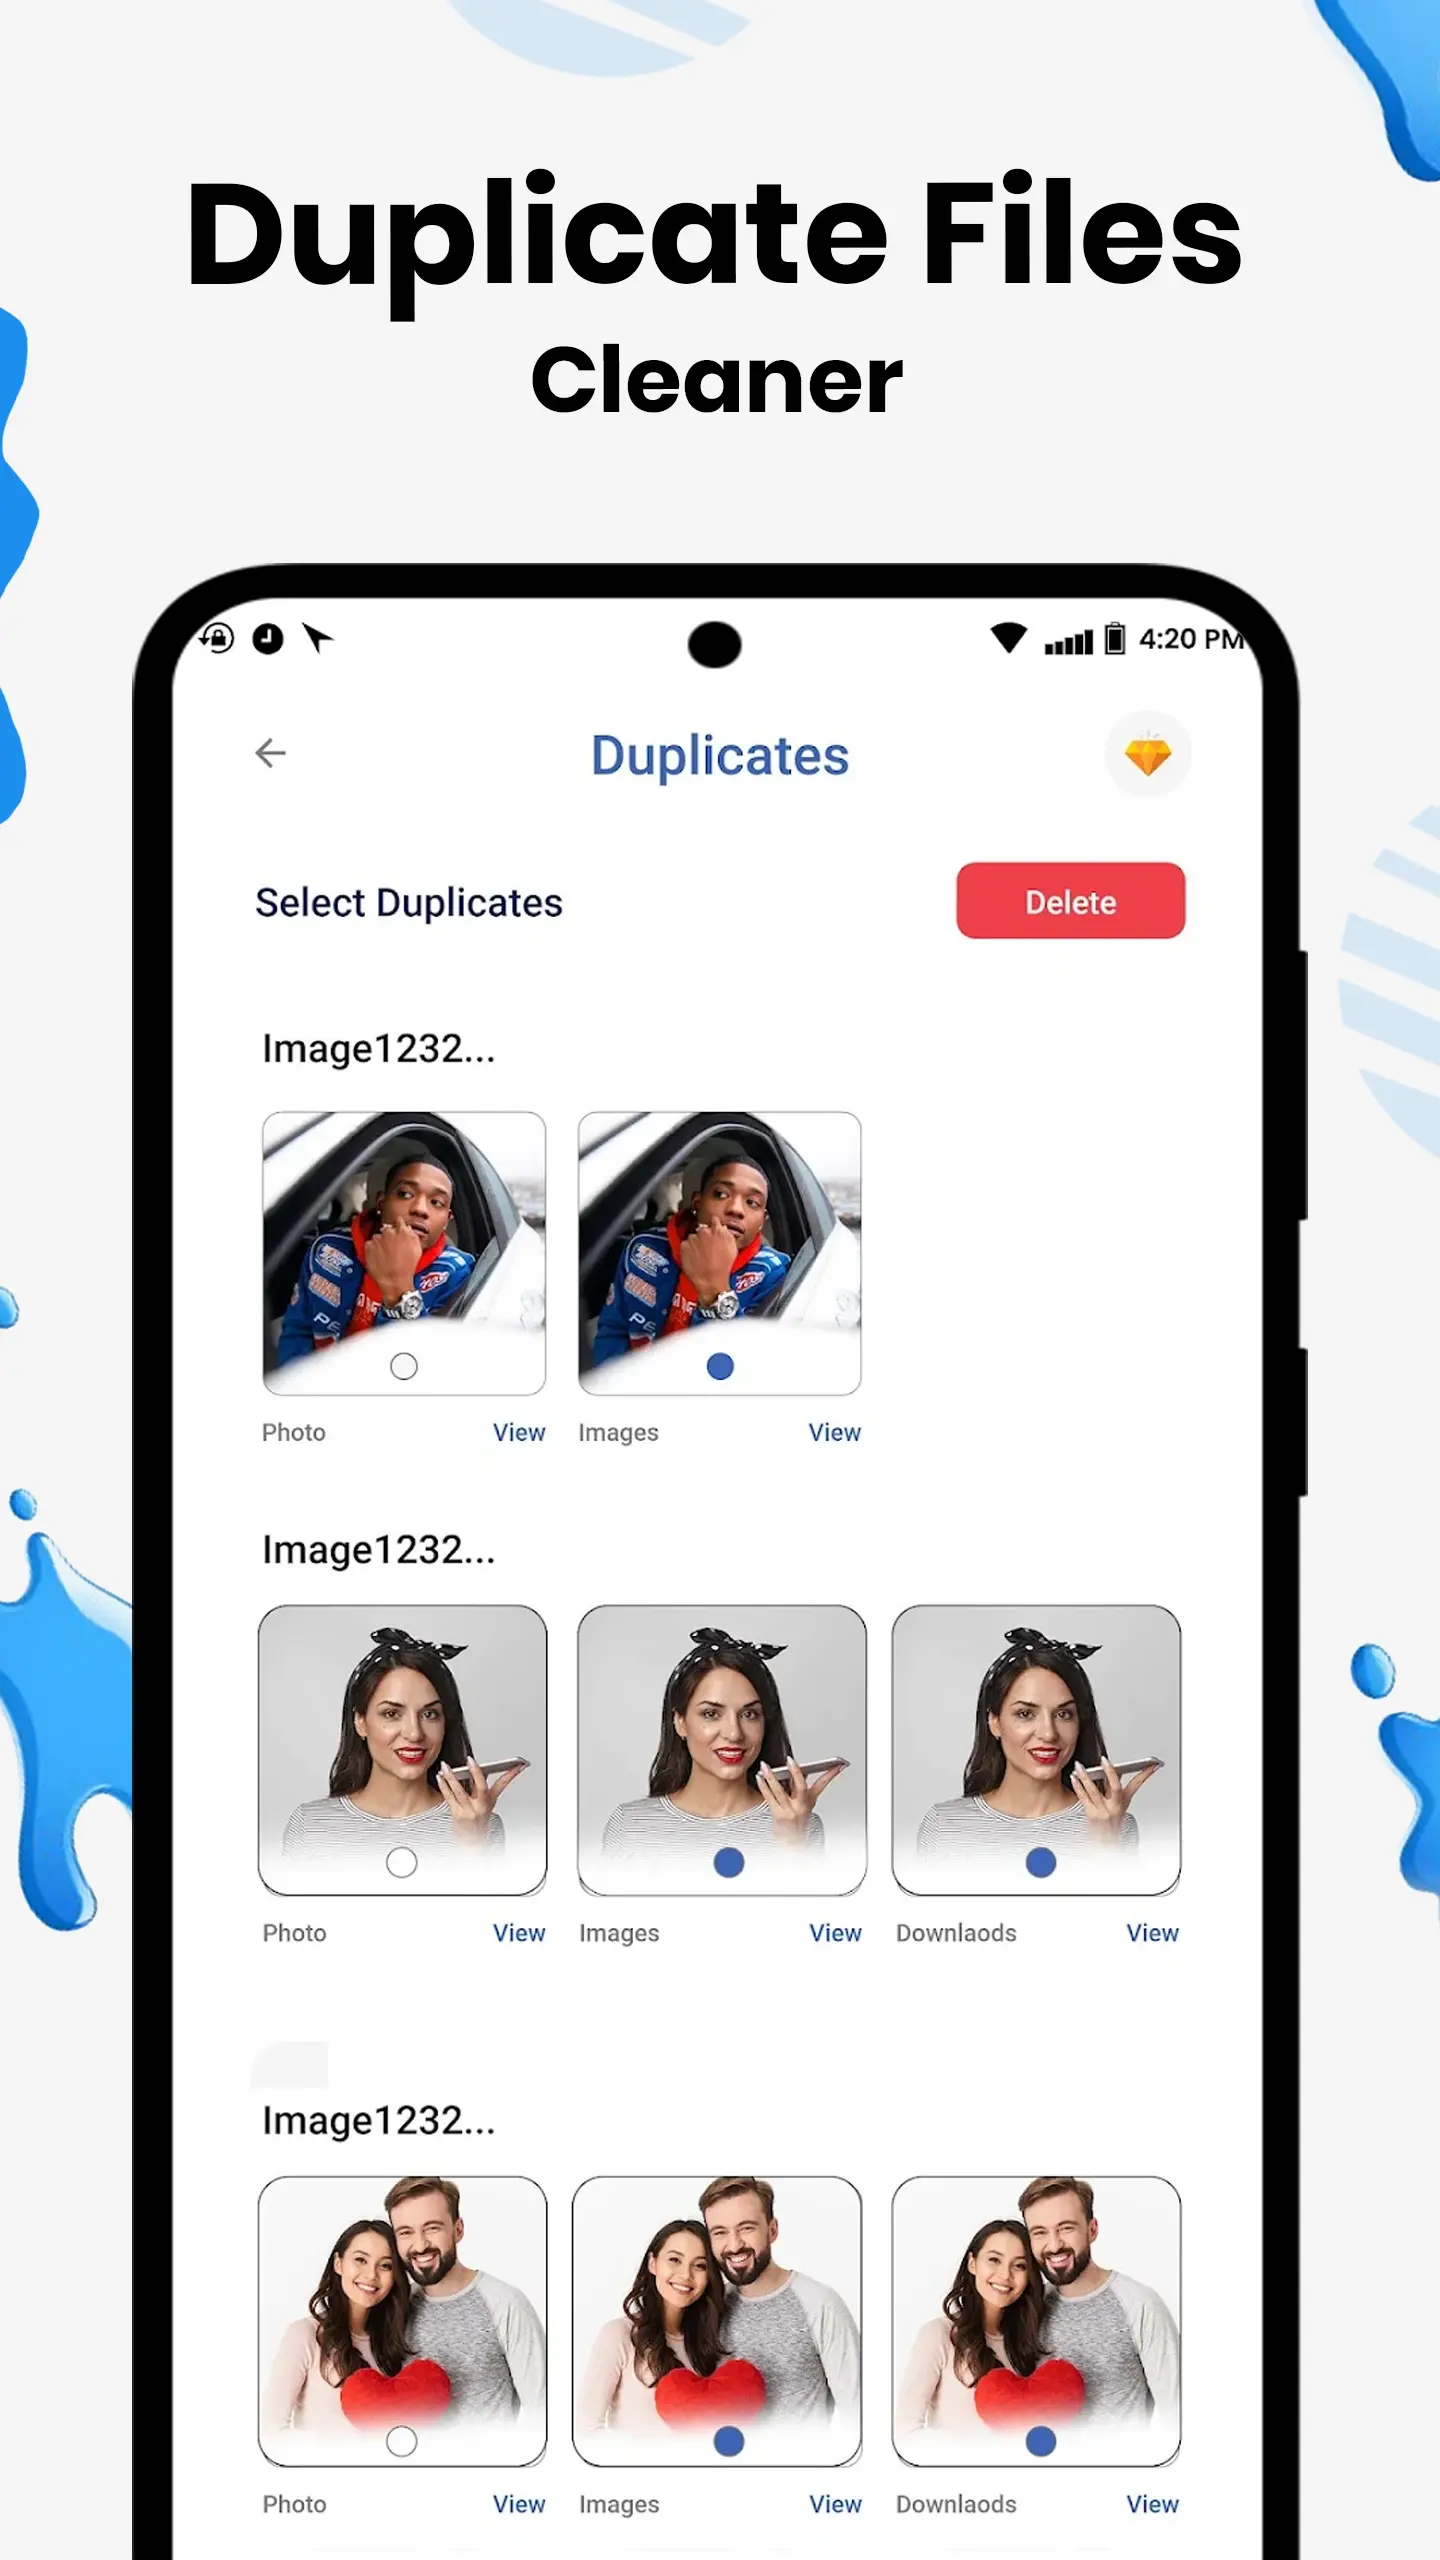 Duplicate Files
Cleaner
4:20 PM
Duplicates
Select Duplicates
Delete
Image1232...
Photo View Images View
Image1232...
Photo View Images View Downlaods View
Image1232...
Photo View Images View Downlaods View